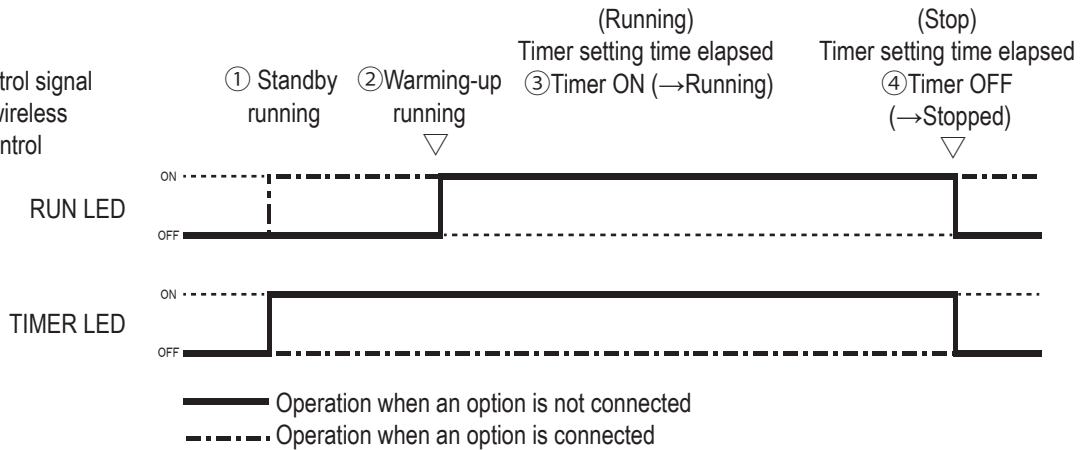 (Running)
Timer setting time elapsed
③Timer ON (→Running)
(Stop)
Timer setting time elapsed
④Timer OFF
(→Stopped)
trol signal
wireless
ntrol
① Standby
running
②Warming-up
running
RUN LED
ON
OFF
TIMER LED
ON
OFF
Operation when an option is not connected
Operation when an option is connected